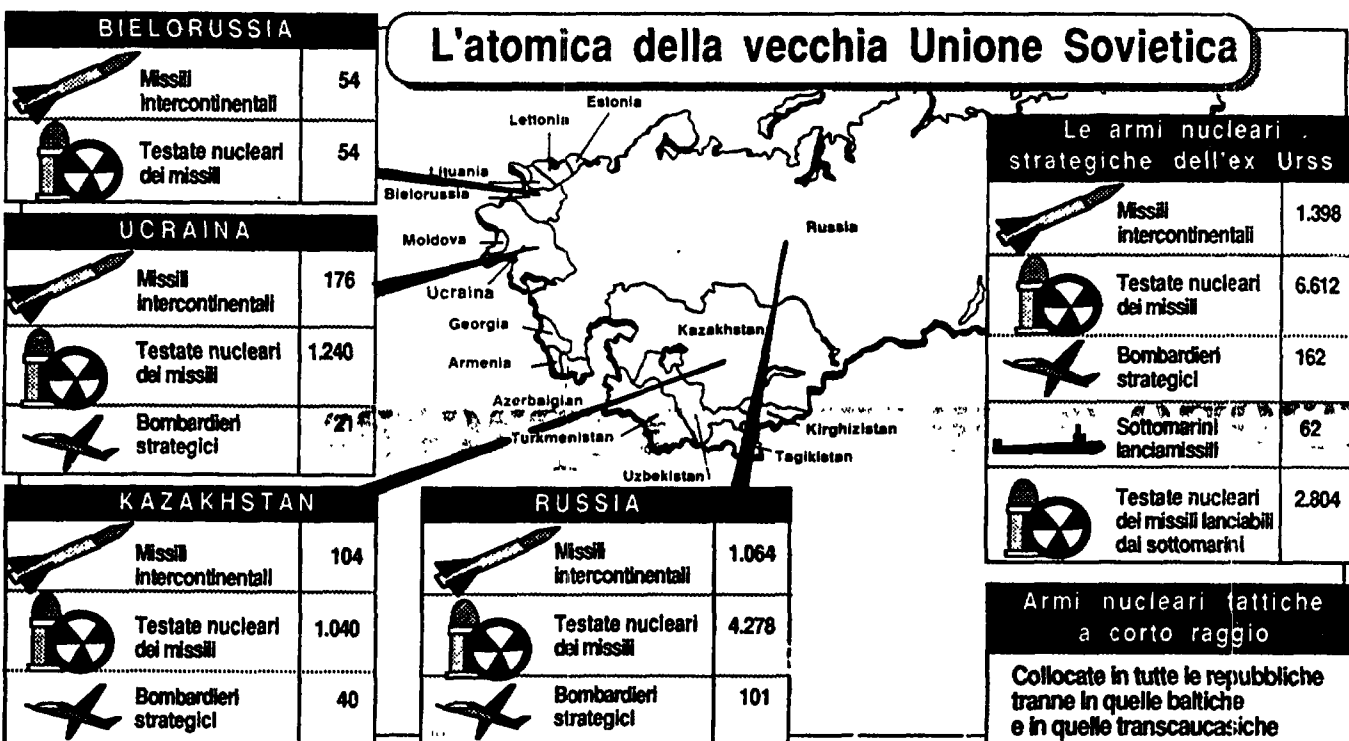 L'atomica della vecchia Unione Sovietica
BIELORUSSIA
Missili
intercontinentali
54
Testate nucleari
dei missili
54
UCRAINA
Missili
intercontinentali
176
Testate nucleari
dei missili
1.240
Bombardieri
strategici
21
KAZAKHSTAN
Missili
intercontinentali
104
Testate nucleari
dei missili
1.040
Bombardieri
strategici
40
Estonia
Lettonia
Lituania
Bielorussia
Moldova
Ucraina
Georgia
Armenia
Azerbaigian
Turkmenistan
Uzbekistan
Russia
Kazakhstan
Kirghizistan
Tagikistan
RUSSIA
Missili
intercontinentali
1.064
Testate nucleari
dei missili
4.278
Bombardieri
strategici
101
Le armi nucleari
strategiche dell'ex Urss
Missili
intercontinentali
1.398
Testate nucleari
dei missili
6.612
Bombardieri
strategici
162
Sottomarini
lanciamissili
62
Testate nucleari
dei missili lanciabili
dai sottomarini
2.804
Armi nucleari tattiche
a corto raggio
Collocate in tutte le repubbliche
tranne in quelle baltiche
e in quelle transcaucasiche